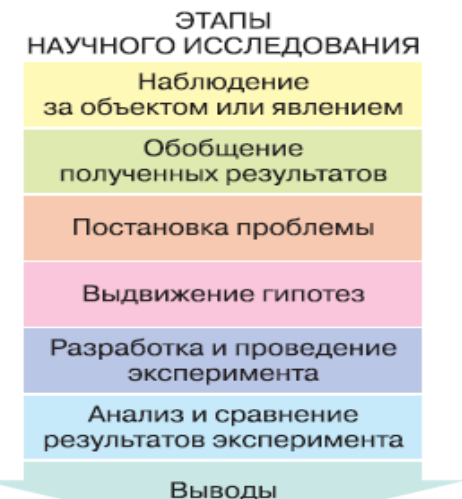 ЭТАПЫ
НАУЧНОГО ИССЛЕДОВАНИЯ
Наблюдение
за объектом или явлением
Обобщение
полученных результатов
Постановка проблемы
Выдвижение гипотез
Разработка и проведение
эксперимента
Анализ и сравнение
результатов эксперимента
Выводы